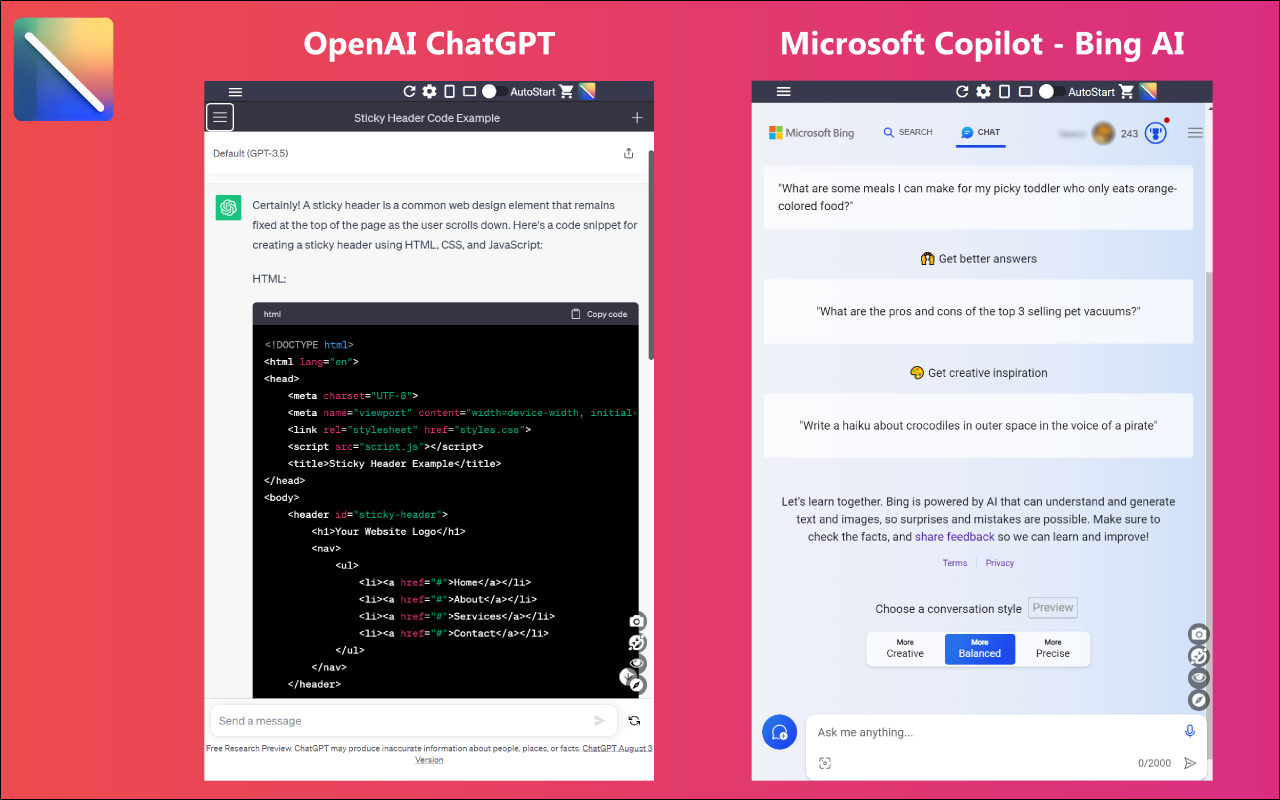 OpenAI ChatGPT
AutoStart
Sticky Header Code Example
Default (GPT-3.5)
Certainly! A sticky header is a common web design element that remains
fixed at the top of the page as the user scrolls down. Here's a code snippet for
creating a sticky header using HTML, CSS, and JavaScript:
HTML:
html Copy code
<!DOCTYPE html>
<html lang="en">
<head>
<meta charset="UTF-8">
<meta name="viewport" content="width=device-width, initial-
<link rel="stylesheet" href="styles.css">
<script src="script.js"></script>
<title>Sticky Header Example</title>
</head>
<body>
<header id="sticky-header">
<h1>Your Website Logo</h1>
<nav>
<ul>
<li><a href="#">Home</a></li>
<li><a href="#">About</a></li>
<li><a href="#">Services</a></li>
<li><a href="#">Contact</a></li>
</ul>
</nav>
</header>
Send a message
Free Research Preview. ChatGPT may produce inaccurate information about people, places, or facts. ChatGPT August 3
Version
Microsoft Copilot - Bing AI
AutoStart
Microsoft Bing SEARCH CHAT 243
"What are some meals I can make for my picky toddler who only eats orange-
colored food?"
Get better answers
"What are the pros and cons of the top 3 selling pet vacuums?"
Get creative inspiration
"Write a haiku about crocodiles in outer space in the voice of a pirate"
Let's learn together. Bing is powered by AI that can understand and generate
text and images, so surprises and mistakes are possible. Make sure to
check the facts, and share feedback so we can learn and improve!
Terms Privacy
Choose a conversation style Preview
More More More
Creative Balanced Precise
Ask me anything...
0/2000